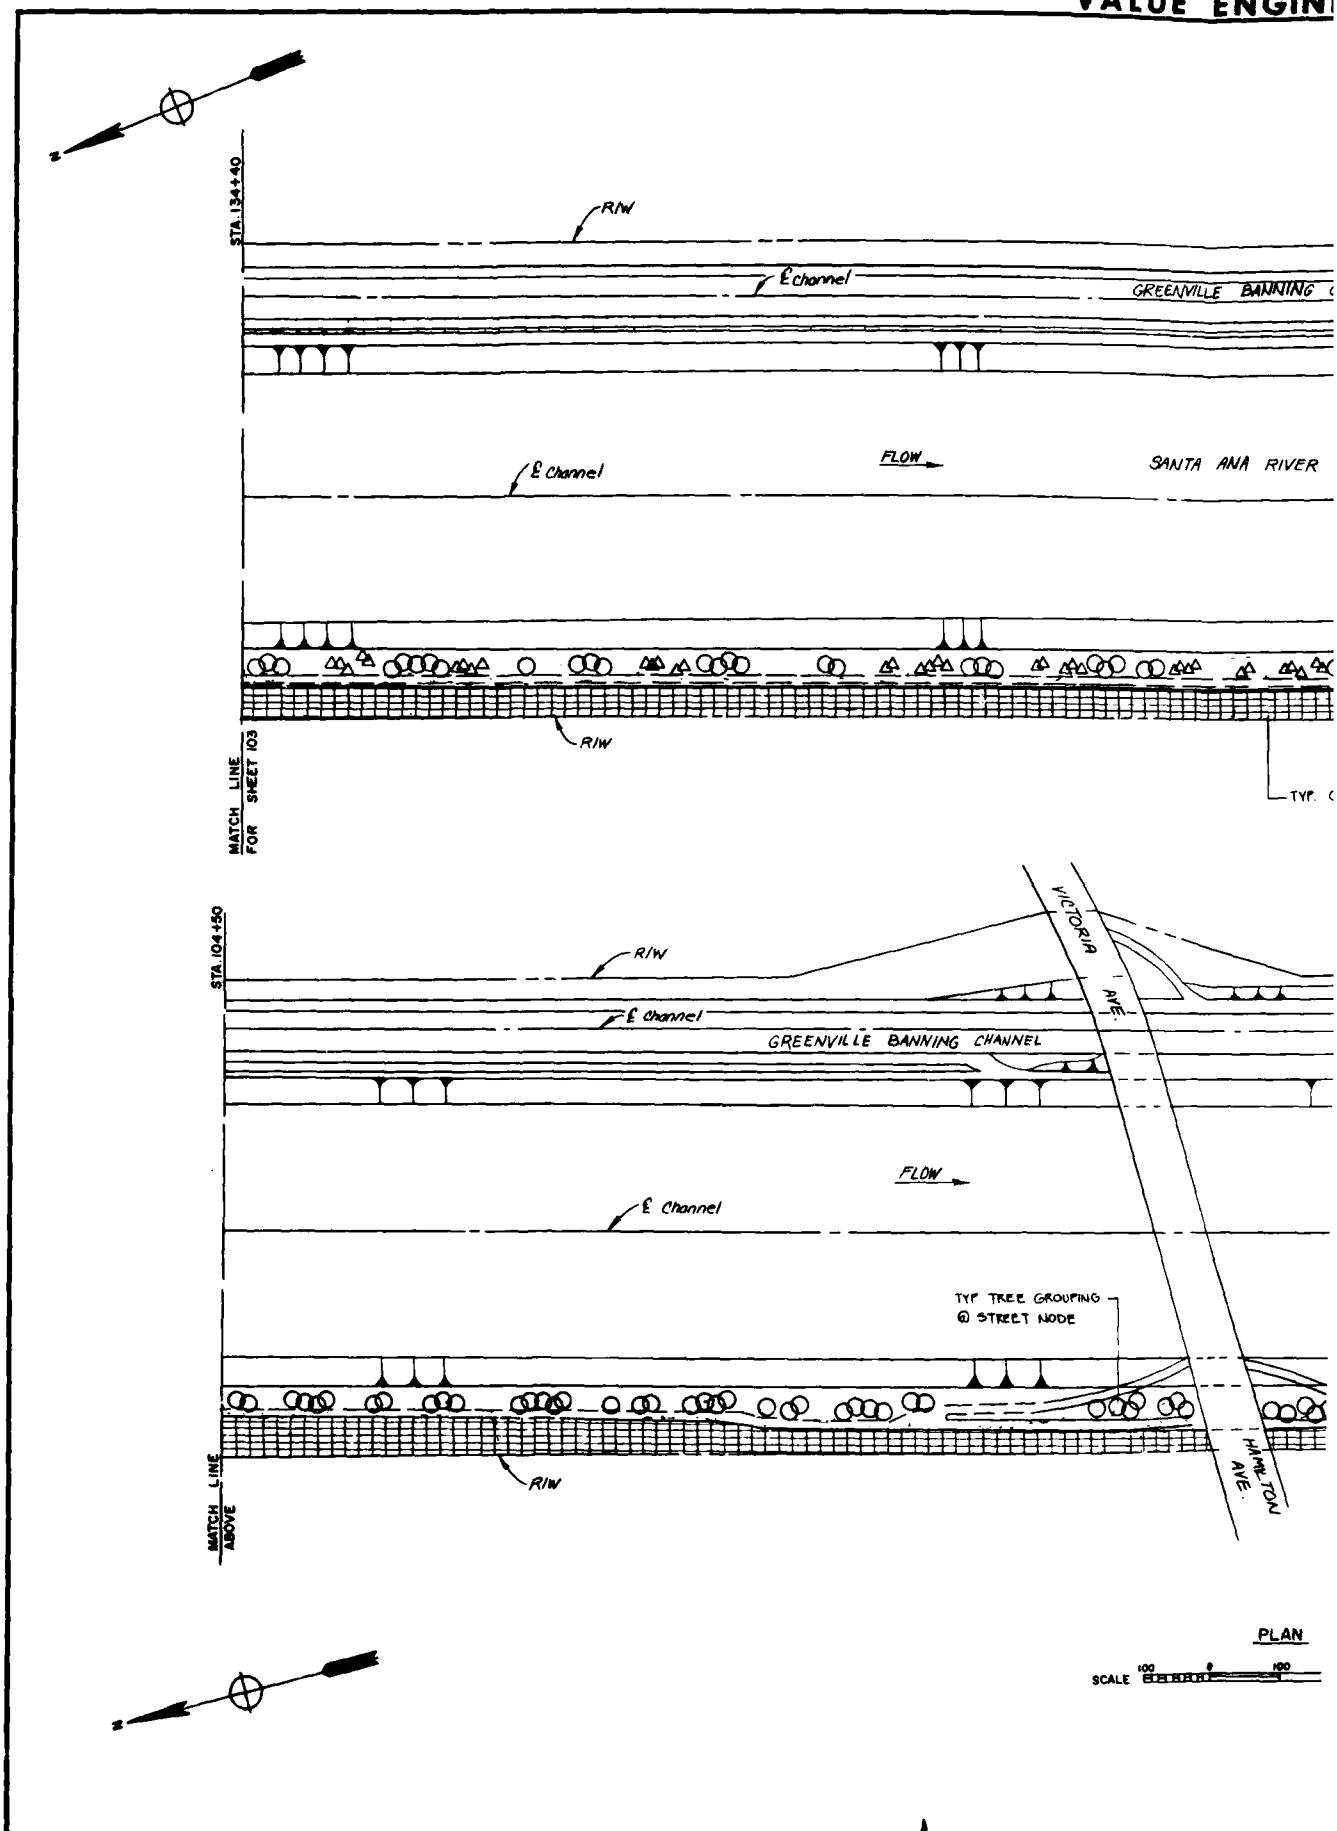 VALUE ENGIN
N
STA. 134+40
R/W
℄ Channel
GREENVILLE BANNING
FLOW
℄ Channel
SANTA ANA RIVER
R/W
MATCH LINE
FOR SHEET 103
TYP.
STA. 104+50
VICTORIA AVE.
R/W
℄ Channel
GREENVILLE BANNING CHANNEL
FLOW
℄ Channel
TYP TREE GROUPING
@ STREET NODE
R/W
HAMILTON
AVE.
MATCH LINE
ABOVE
PLAN
SCALE 100 0 100
N